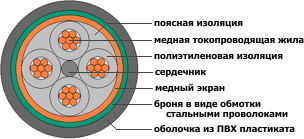 поясная изоляция
медная токопроводящая жила
полиэтиленовая изоляция
сердечник
медный экран
броня в виде обмотки
стальными проволоками
оболочка из ПВХ пластиката